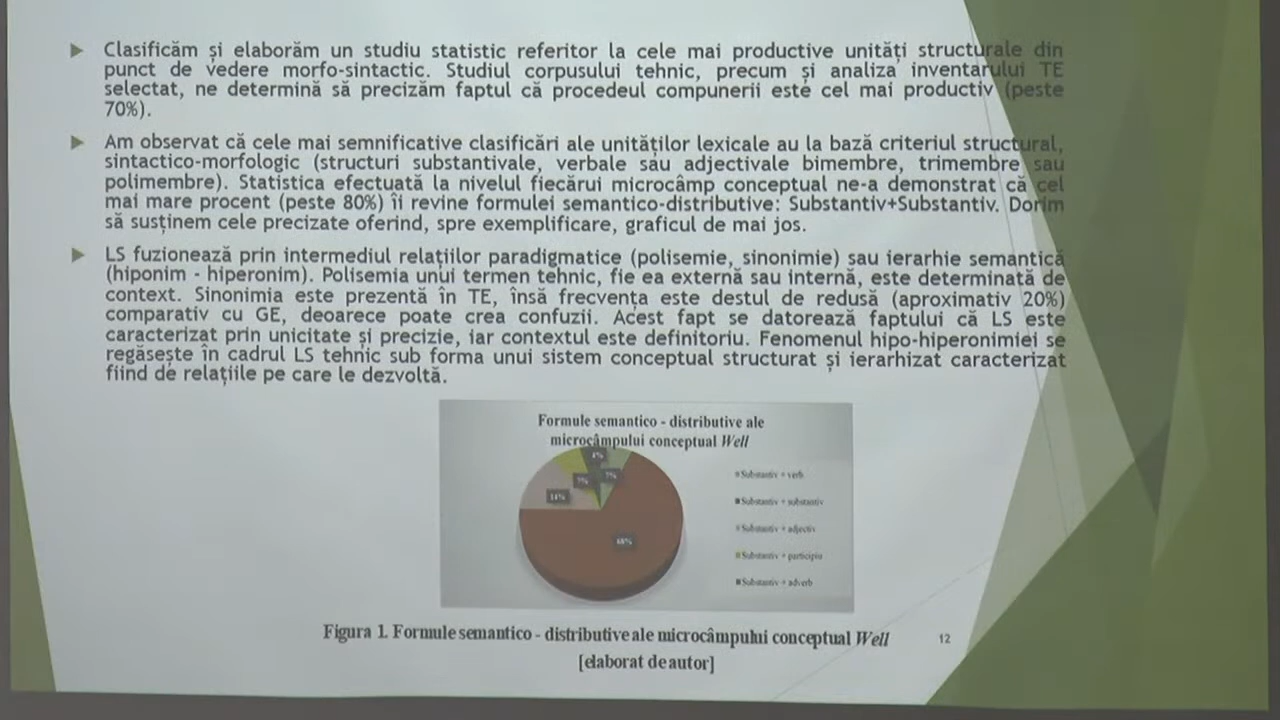 Clasificăm și elaborăm un studiu statistic referitor la cele mai productive unități structurale din
punct de vedere morfo-sintactic. Studiul corpusului tehnic, precum și analiza inventarului TE
selectat, ne determină să precizăm faptul că procedeul compunerii este cel mai productiv (peste
70%).
Am observat că cele mai semnificative clasificări ale unităților lexicale au la bază criteriul structural,
sintactico-morfologic (structuri substantivale, verbale sau adjectivale bimembre, trimembre sau
polimembre). Statistica efectuată la nivelul fiecărui microcâmp conceptual ne-a demonstrat că cel
mai mare procent (peste 80%) îi revine formulei semantico-distributive: Substantiv+Substantiv. Dorim
să susținem cele precizate oferind, spre exemplificare, graficul de mai jos.
LS fuzionează prin intermediul relațiilor paradigmatice (polisemie, sinonimie) sau ierarhie semantică
(hiponim - hiperonim). Polisemia unui termen tehnic, fie ea externă sau internă, este determinată de
context. Sinonimia este prezentă în TE, însă frecvența este destul de redusă (aproximativ 20%)
comparativ cu GE, deoarece poate crea confuzii. Acest fapt se datorează faptului că LS este
caracterizat prin unicitate și precizie, iar contextul este definitoriu. Fenomenul hipo-hiperonimiei se
regăsește în cadrul LS tehnic sub forma unui sistem conceptual structurat și ierarhizat caracterizat
fiind de relațiile pe care le dezvoltă.
Formule semantico - distributive ale
microcâmpului conceptual Well
4%
7%
7%
14%
68%
Substantiv + verb
Substantiv + substantiv
Substantiv + adjectiv
Substantiv + participiu
Substantiv + adverb
Figura 1. Formule semantico - distributive ale microcâmpului conceptual Well
[elaborat de autor]
12